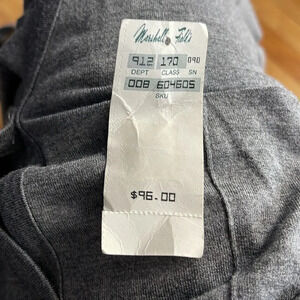 Marshall Field's
912 170 090
DEPT CLASS SN
008 604605
SKU
$96.00